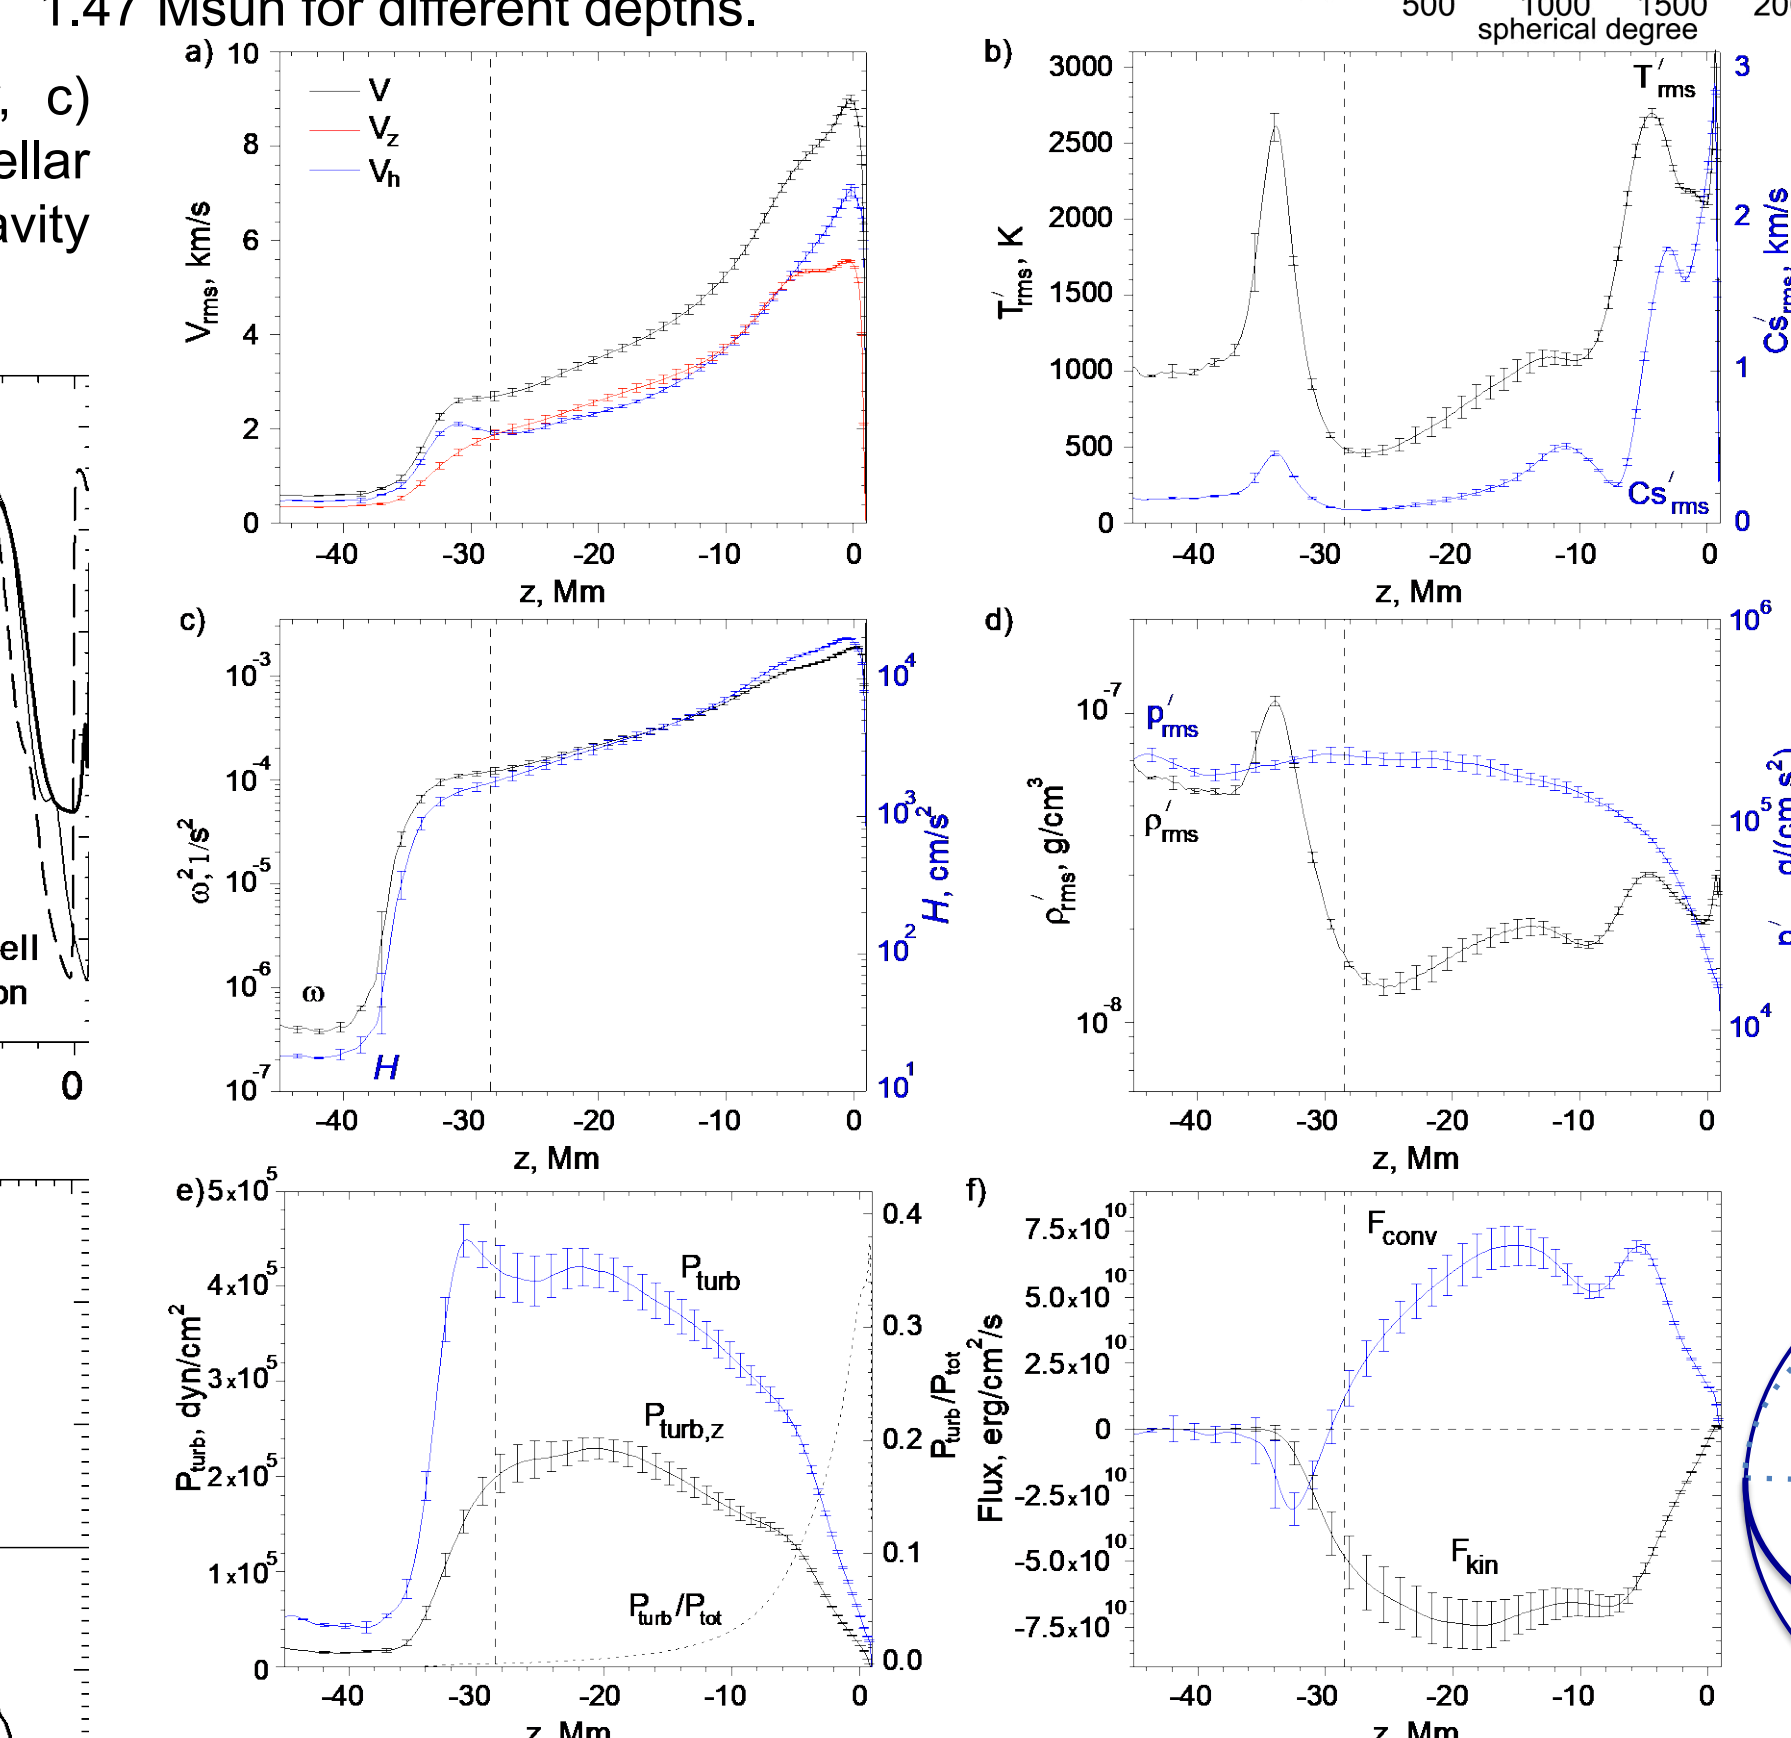 1.47 Msun for different depths.
500 1000 1500
spherical degree
c)
ellar
avity
ell
on
0
a)
10
8
6
4
2
0
V
Vz
Vh
Vrms, km/s
-40 -30 -20 -10 0
z, Mm
b)
3000
2500
2000
1500
1000
500
0
T′rms, K
T′rms
Cs′rms
3
2
1
0
Cs′rms, km/s
-40 -30 -20 -10 0
z, Mm
c)
10-3
10-4
10-5
10-6
10-7
ω2, 1/s2
ω
H
104
103
102
101
H, cm/s2
-40 -30 -20 -10 0
z, Mm
d)
10-7
10-8
ρ′rms, g/cm3
p′rms
ρ′rms
106
105
104
-40 -30 -20 -10 0
z, Mm
e)
5x105
4x105
3x105
2x105
1x105
0
Pturb, dyn/cm2
Pturb
Pturb,z
Pturb/Ptot
0.4
0.3
0.2
0.1
0.0
Pturb/Ptot
-40 -30 -20 -10 0
z, Mm
f)
7.5x1010
5.0x1010
2.5x1010
0
-2.5x1010
-5.0x1010
-7.5x1010
Flux, erg/cm2/s
Fconv
Fkin
-40 -30 -20 -10 0
z, Mm